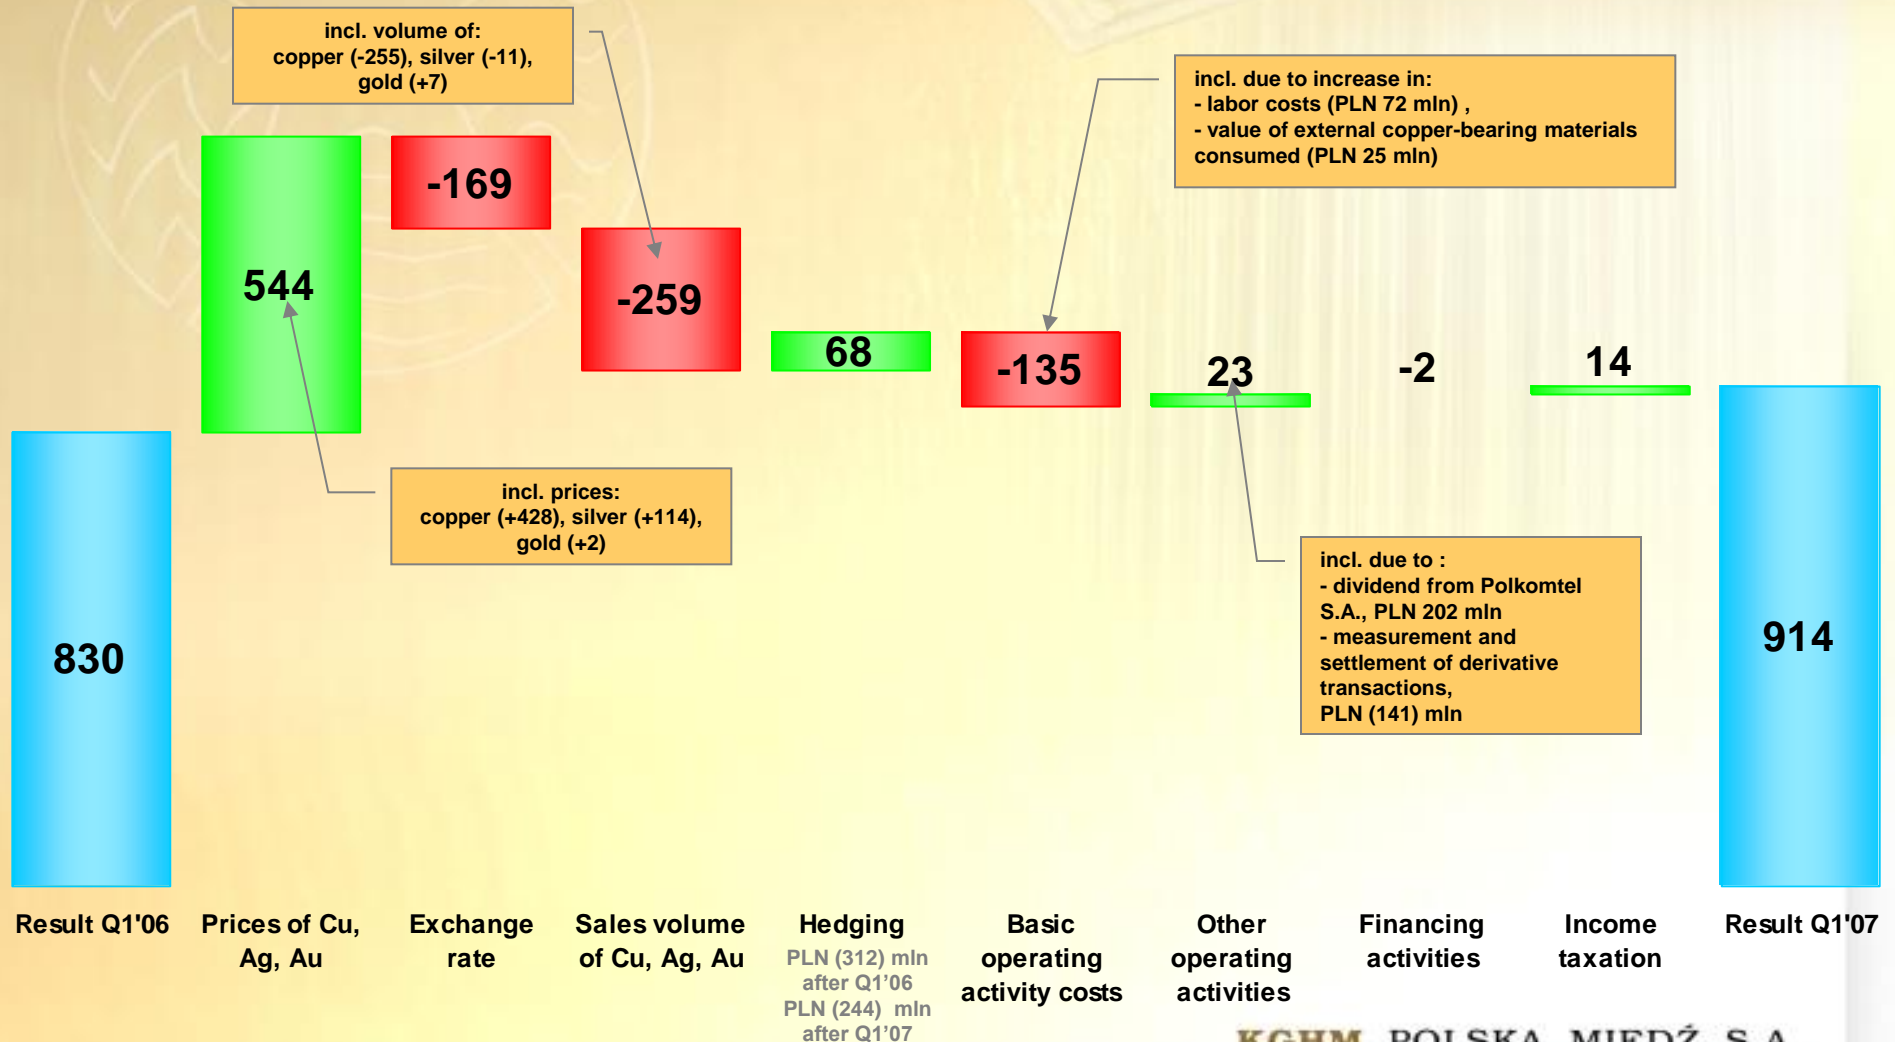 incl. volume of:
copper (-255), silver (-11),
gold (+7)
incl. due to increase in:
- labor costs (PLN 72 mln) ,
- value of external copper-bearing materials
consumed (PLN 25 mln)
544
-169
-259
68
-135
23
-2
14
830
914
incl. prices:
copper (+428), silver (+114),
gold (+2)
incl. due to :
- dividend from Polkomtel
S.A., PLN 202 mln
- measurement and
settlement of derivative
transactions,
PLN (141) mln
Result Q1'06
Prices of Cu,
Ag, Au
Exchange
rate
Sales volume
of Cu, Ag, Au
Hedging
PLN (312) mln
after Q1'06
PLN (244) mln
after Q1'07
Basic
operating
activity costs
Other
operating
activities
Financing
activities
Income
taxation
Result Q1'07
KGHM POLSKA MIEDŹ S.A.